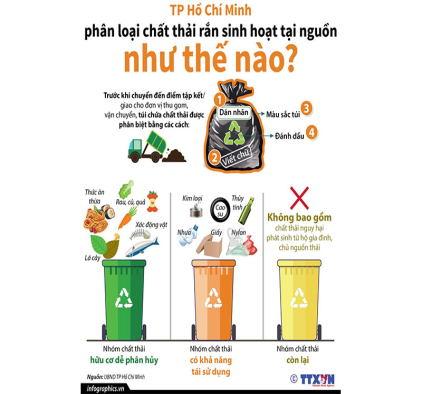 TP Hồ Chí Minh
phân loại chất thải rắn sinh hoạt tại nguồn
như thế nào?
Trước khi chuyển đến điểm tập kết/
giao cho đơn vị thu gom,
vận chuyển, túi chứa chất thải được
phân biệt bằng các cách:
1
Dán nhãn
Màu sắc túi 3
Đánh dấu 4
2 Viết chữ
Thức ăn
thừa
Rau, củ, quả
Xác động vật
Lá cây
Kim loại
Cao
su
Thủy
tinh
Nhựa
Giấy
Nylon
Không bao gồm
chất thải nguy hại
phát sinh từ hộ gia đình,
chủ nguồn thải
Nhóm chất thải
hữu cơ dễ phân hủy
Nhóm chất thải
có khả năng
tái sử dụng
Nhóm chất thải
còn lại
Nguồn: UBND TP Hồ Chí Minh
infographics.vn
© TTXVN